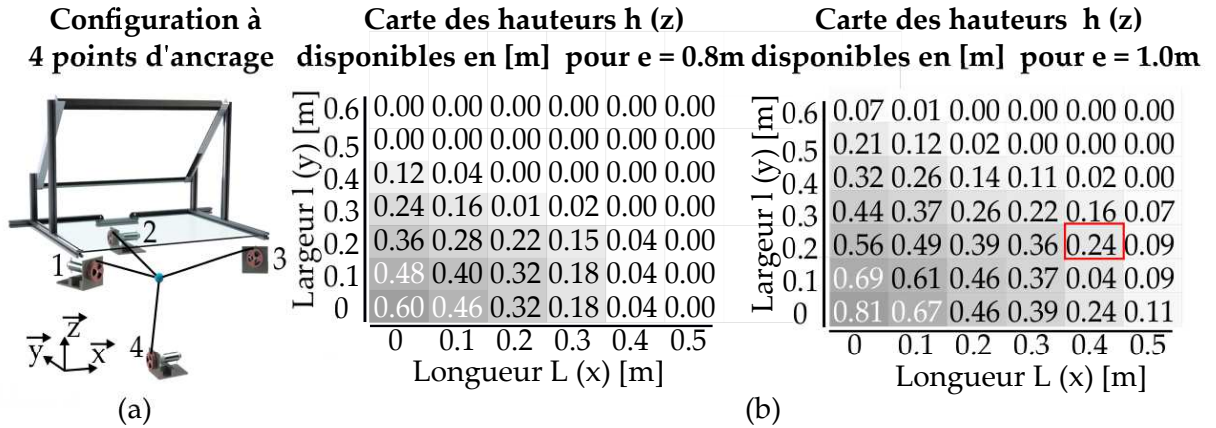 Configuration à
4 points d'ancrage
1
2
3
4
z
y
x
(a)
Carte des hauteurs h (z)
disponibles en [m] pour e = 0.8m
Largeur l (y) [m]
0.6 0.00 0.00 0.00 0.00 0.00 0.00
0.5 0.00 0.00 0.00 0.00 0.00 0.00
0.4 0.12 0.04 0.00 0.00 0.00 0.00
0.3 0.24 0.16 0.01 0.02 0.00 0.00
0.2 0.36 0.28 0.22 0.15 0.04 0.00
0.1 0.48 0.40 0.32 0.18 0.04 0.00
0 0.60 0.46 0.32 0.18 0.04 0.00
0 0.1 0.2 0.3 0.4 0.5
Longueur L (x) [m]
Carte des hauteurs h (z)
disponibles en [m] pour e = 1.0m
Largeur l (y) [m]
0.6 0.07 0.01 0.00 0.00 0.00 0.00
0.5 0.21 0.12 0.02 0.00 0.00 0.00
0.4 0.32 0.26 0.14 0.11 0.02 0.00
0.3 0.44 0.37 0.26 0.22 0.16 0.07
0.2 0.56 0.49 0.39 0.36 0.24 0.09
0.1 0.69 0.61 0.46 0.37 0.04 0.09
0 0.81 0.67 0.46 0.39 0.24 0.11
0 0.1 0.2 0.3 0.4 0.5
Longueur L (x) [m]
(b)